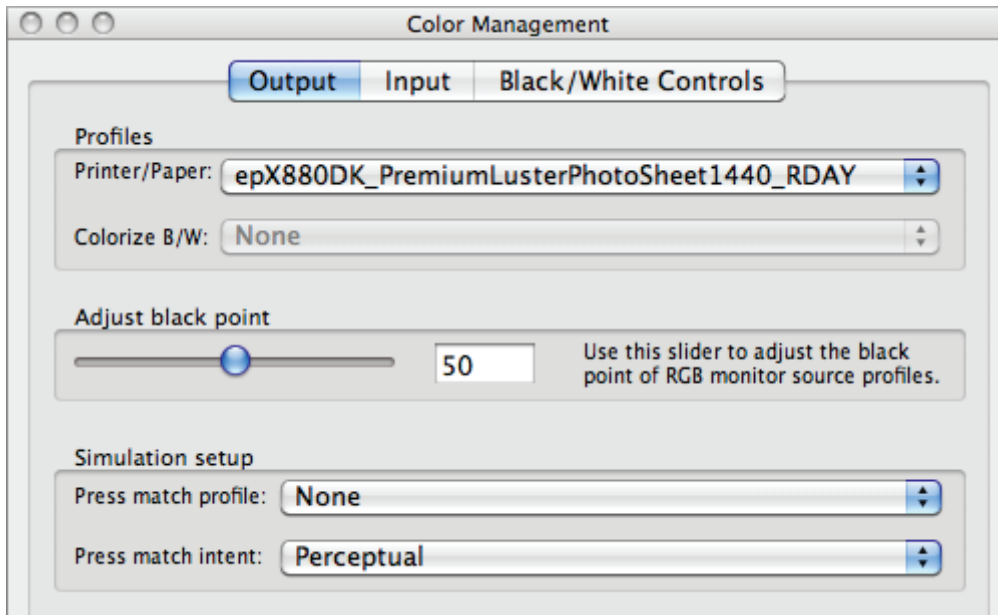 Color Management
Output Input Black/White Controls
Profiles
Printer/Paper: epX880DK_PremiumLusterPhotoSheet1440_RDAY
Colorize B/W: None
Adjust black point
50
Use this slider to adjust the black
point of RGB monitor source profiles.
Simulation setup
Press match profile: None
Press match intent: Perceptual